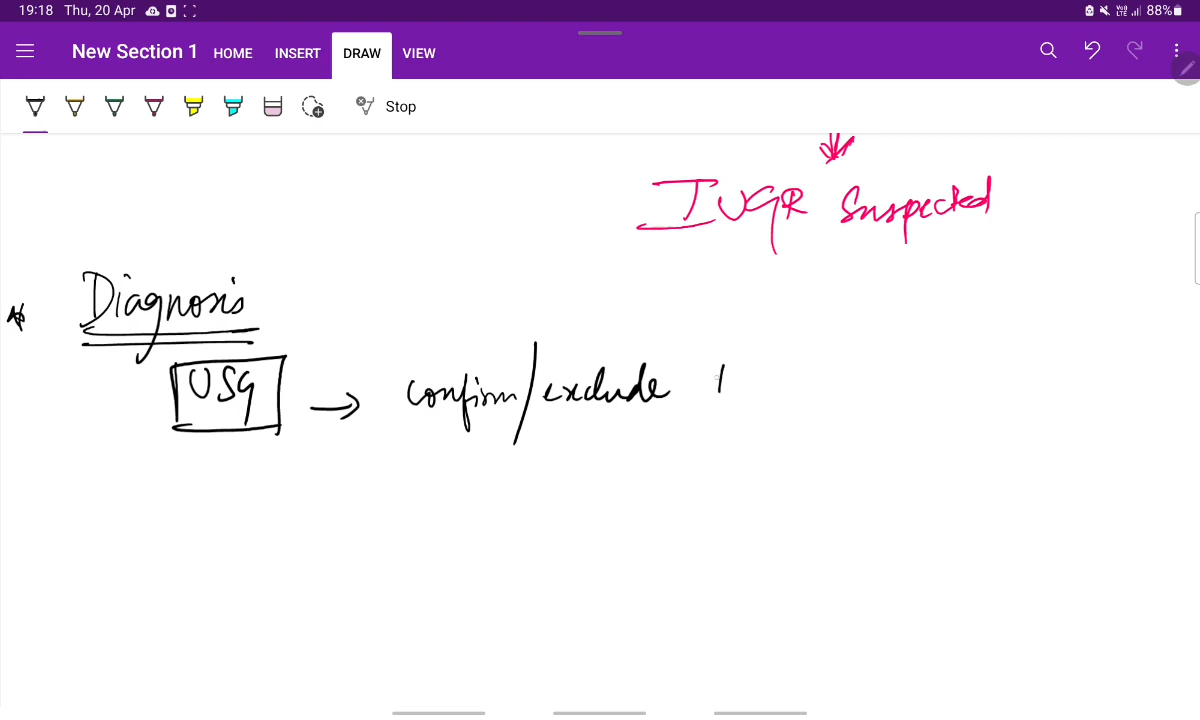 19:18 Thu, 20 Apr 88%
New Section 1 HOME INSERT DRAW VIEW
Stop
IUGR Suspected
Diagnosis
USG → confirm/exclude